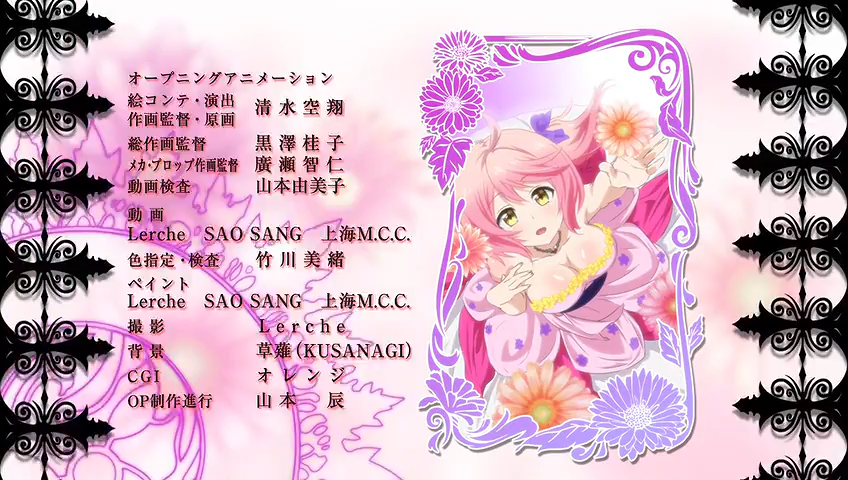 オープニングアニメーション
絵コンテ・演出
作画監督・原画 清水空翔
総作画監督 黒澤桂子
メカ・プロップ作画監督 廣瀬智仁
動画検査 山本由美子
動画
Lerche SAO SANG 上海M.C.C.
色指定・検査 竹川美緒
ペイント
Lerche SAO SANG 上海M.C.C.
撮影 Lerche
背景 草薙(KUSANAGI)
CGI オレンジ
OP制作進行 山本 辰